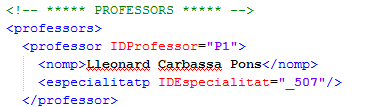 <!-- ***** PROFESSORS ***** -->
<professors>
<professor IDProfessor="P1">
<nomp>Lleonard Carbassa Pons</nomp>
<especialitatp IDEspecialitat="_507"/>
</professor>